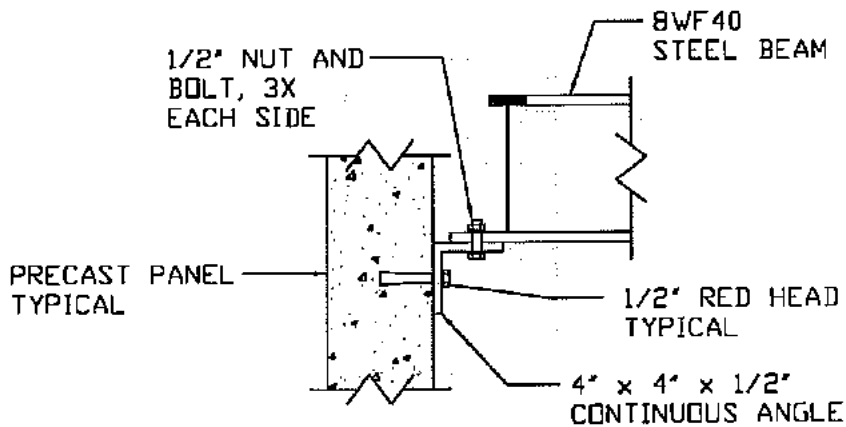 8WF40
STEEL BEAM
1/2" NUT AND
BOLT, 3X
EACH SIDE
PRECAST PANEL
TYPICAL
1/2" RED HEAD
TYPICAL
4" x 4" x 1/2"
CONTINUOUS ANGLE